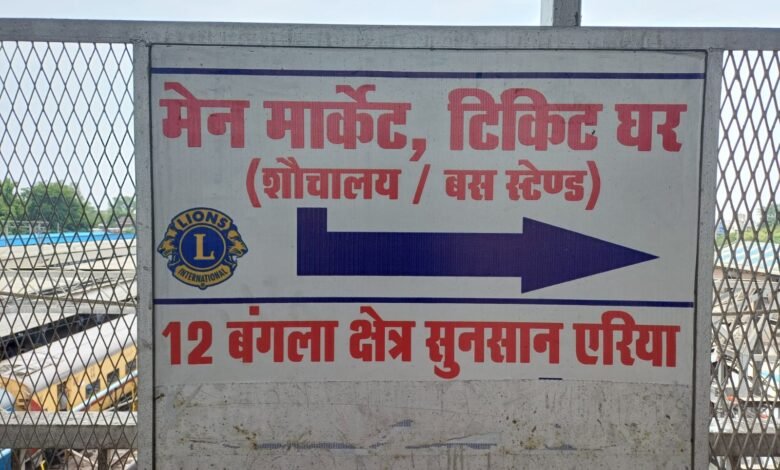 मेन मार्केट, टिकिट घर
(शौचालय / बस स्टेण्ड)
LIONS
L
INTERNATIONAL
12 बंगला क्षेत्र सुनसान एरिया